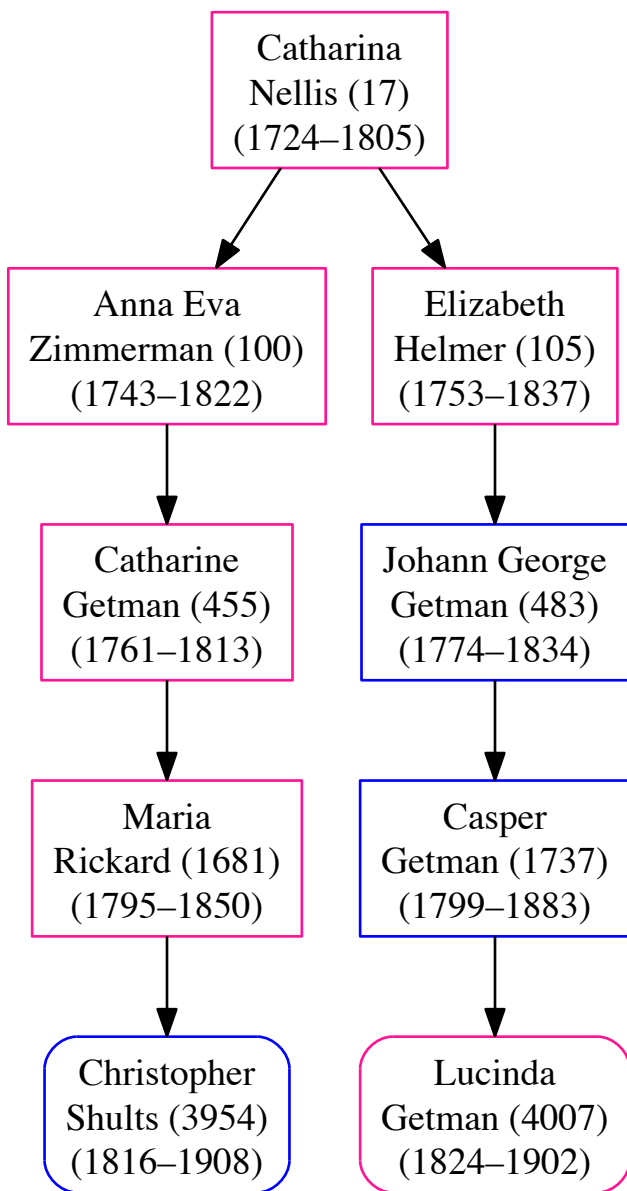 Catharina
Nellis (17)
(1724–1805)
Anna Eva
Zimmerman (100)
(1743–1822)
Elizabeth
Helmer (105)
(1753–1837)
Catharine
Getman (455)
(1761–1813)
Johann George
Getman (483)
(1774–1834)
Maria
Rickard (1681)
(1795–1850)
Casper
Getman (1737)
(1799–1883)
Christopher
Shults (3954)
(1816–1908)
Lucinda
Getman (4007)
(1824–1902)